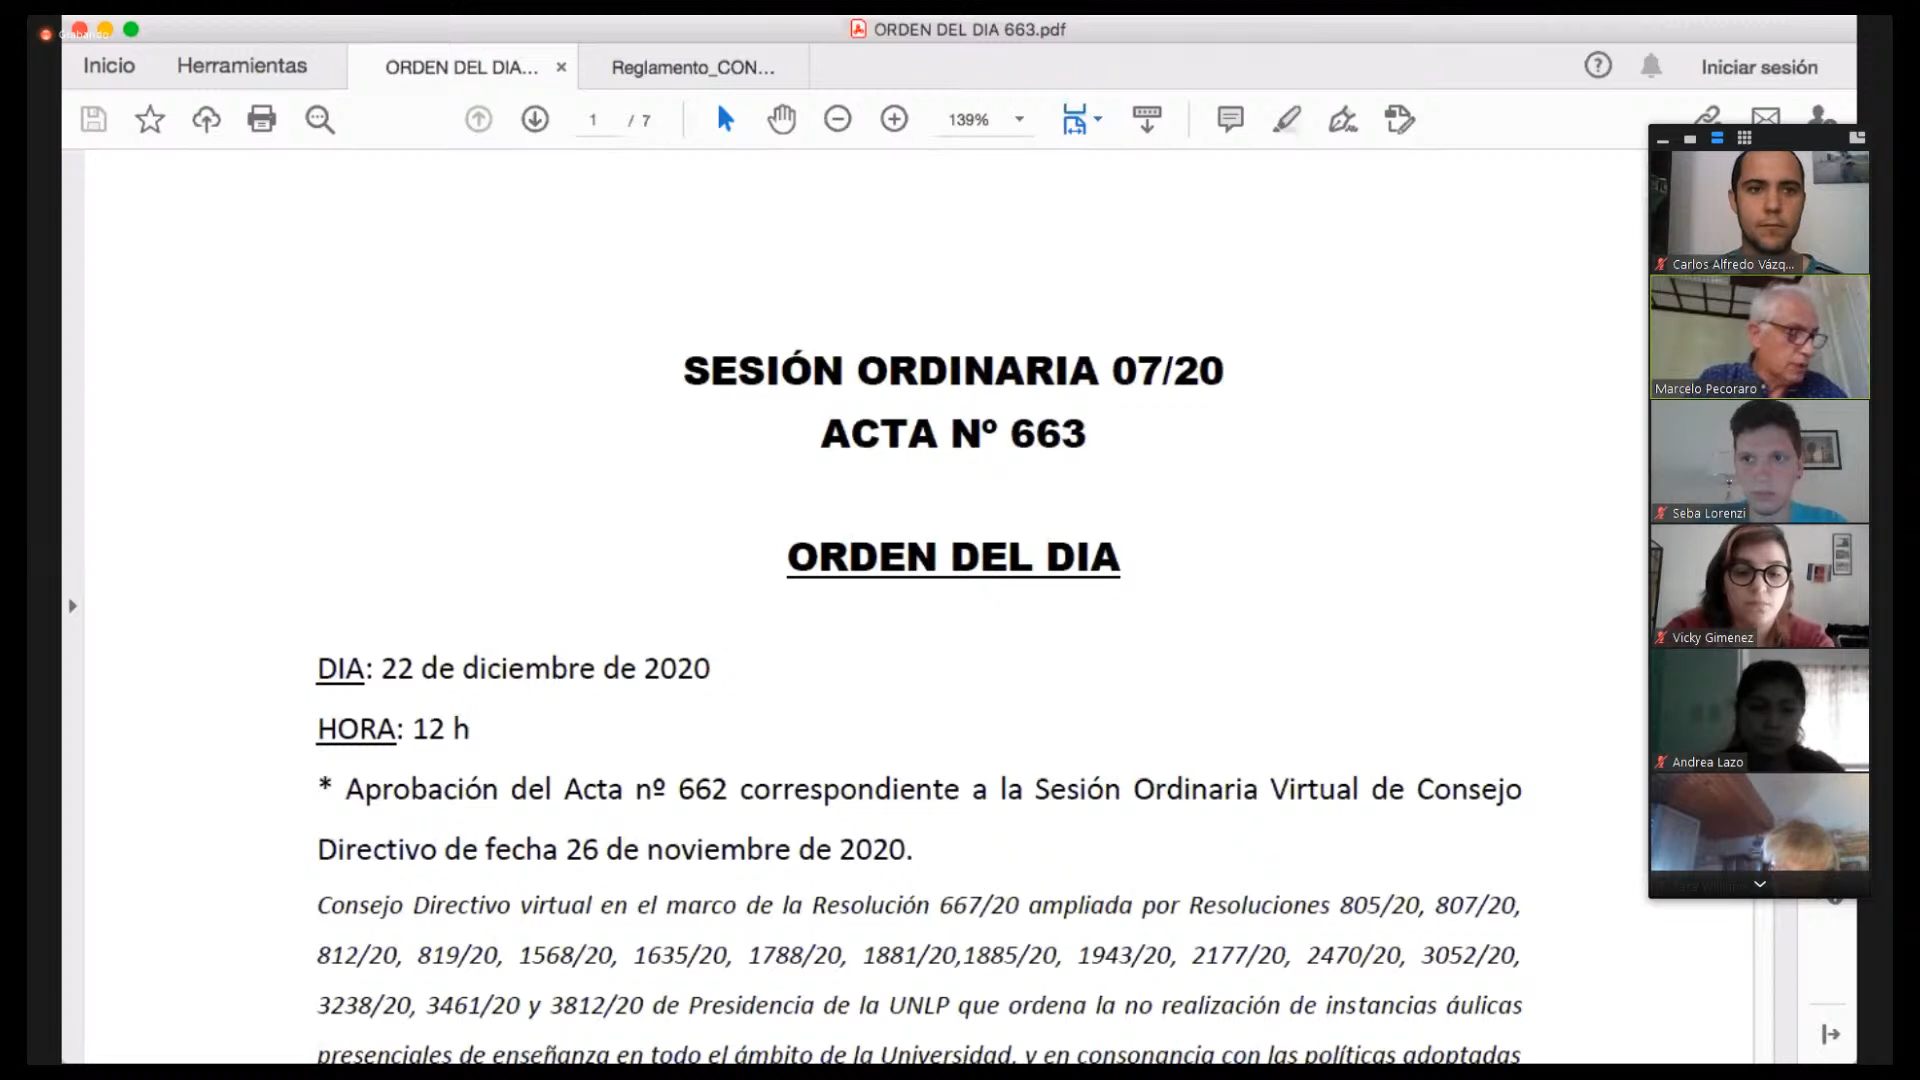 Grabando
ORDEN DEL DIA 663.pdf
Inicio
Herramientas
ORDEN DEL DIA...
×
Reglamento_CON...
Iniciar sesión
1 / 7
139%
SESIÓN ORDINARIA 07/20
ACTA Nº 663
ORDEN DEL DIA
DIA: 22 de diciembre de 2020
HORA: 12 h
* Aprobación del Acta nº 662 correspondiente a la Sesión Ordinaria Virtual de Consejo
Directivo de fecha 26 de noviembre de 2020.
Consejo Directivo virtual en el marco de la Resolución 667/20 ampliada por Resoluciones 805/20, 807/20,
812/20, 819/20, 1568/20, 1635/20, 1788/20, 1881/20,1885/20, 1943/20, 2177/20, 2470/20, 3052/20,
3238/20, 3461/20 y 3812/20 de Presidencia de la UNLP que ordena la no realización de instancias áulicas
presenciales de enseñanza en todo el ámbito de la Universidad, y en consonancia con las políticas adoptadas
Carlos Alfredo Vázq...
Marcelo Pecoraro
Seba Lorenzi
Vicky Gimenez
Andrea Lazo